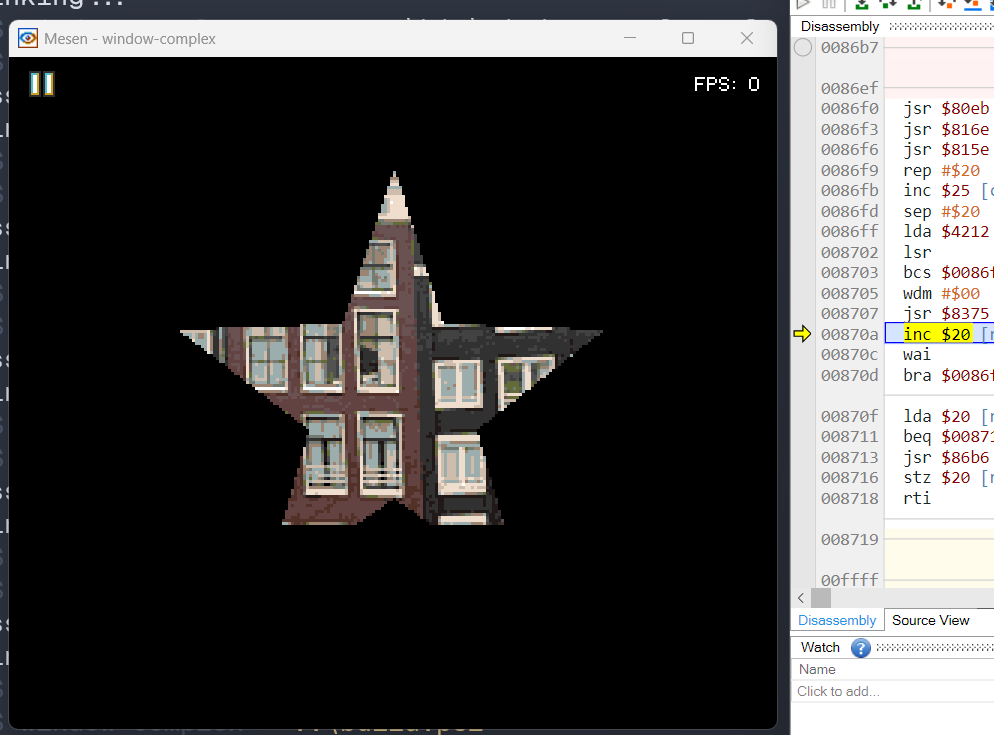 Mesen - window-complex
FPS: 0
Disassembly
0086b7
0086ef
0086f0 jsr $80eb
0086f3 jsr $816e
0086f6 jsr $815e
0086f9 rep #$20
0086fb inc $25
0086fd sep #$20
0086ff lda $4212
008702 lsr
008703 bcs $0086f
008705 wdm #$00
008707 jsr $8375
00870a inc $20
00870c wai
00870d bra $0086f
00870f lda $20
008711 beq $00871
008713 jsr $86b6
008716 stz $20
008718 rti
008719
00ffff
Disassembly Source View
Watch ?
Name
Click to add...